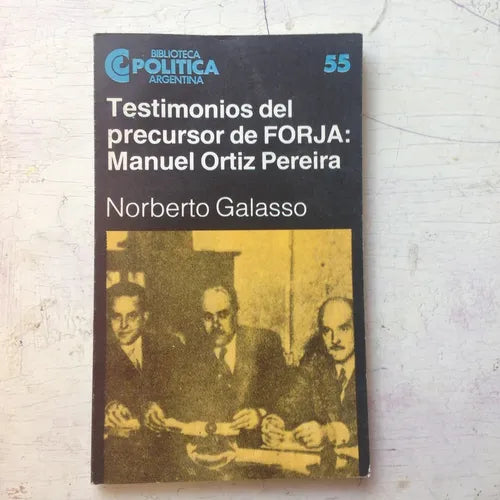 BIBLIOTECA
POLITICA
ARGENTINA
55
Testimonios del
precursor de FORJA:
Manuel Ortiz Pereira
Norberto Galasso